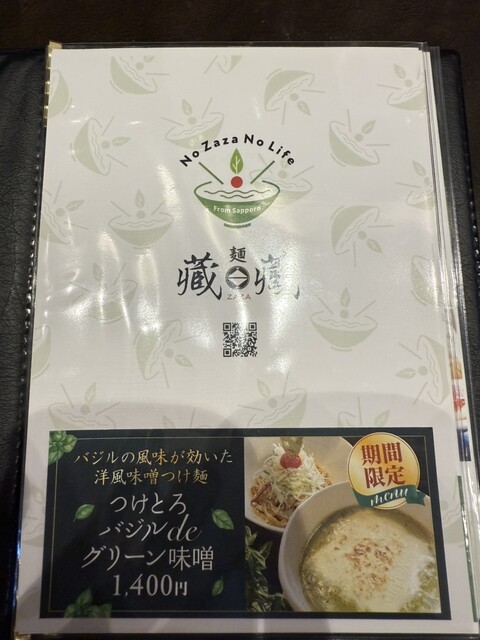 No Zaza No Life
From Sapporo
麺
藏 藏
ZAZA
バジルの風味が効いた
洋風味噌つけ麺
つけとろ
バジルde
グリーン味噌
1,400円
期間
限定
menu